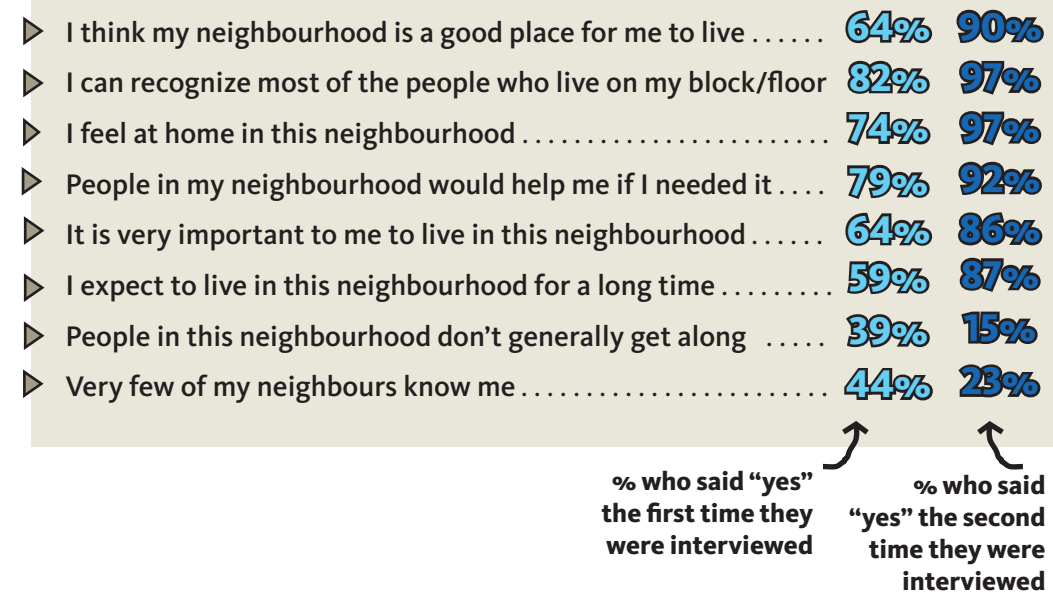 I think my neighbourhood is a good place for me to live ...... 64% 90%
I can recognize most of the people who live on my block/floor 82% 97%
I feel at home in this neighbourhood ........................ 74% 97%
People in my neighbourhood would help me if I needed it .... 79% 92%
It is very important to me to live in this neighbourhood ...... 64% 86%
I expect to live in this neighbourhood for a long time ......... 59% 87%
People in this neighbourhood don’t generally get along ..... 39% 15%
Very few of my neighbours know me ........................ 44% 23%
% who said “yes”
the first time they
were interviewed
% who said
“yes” the second
time they were
interviewed